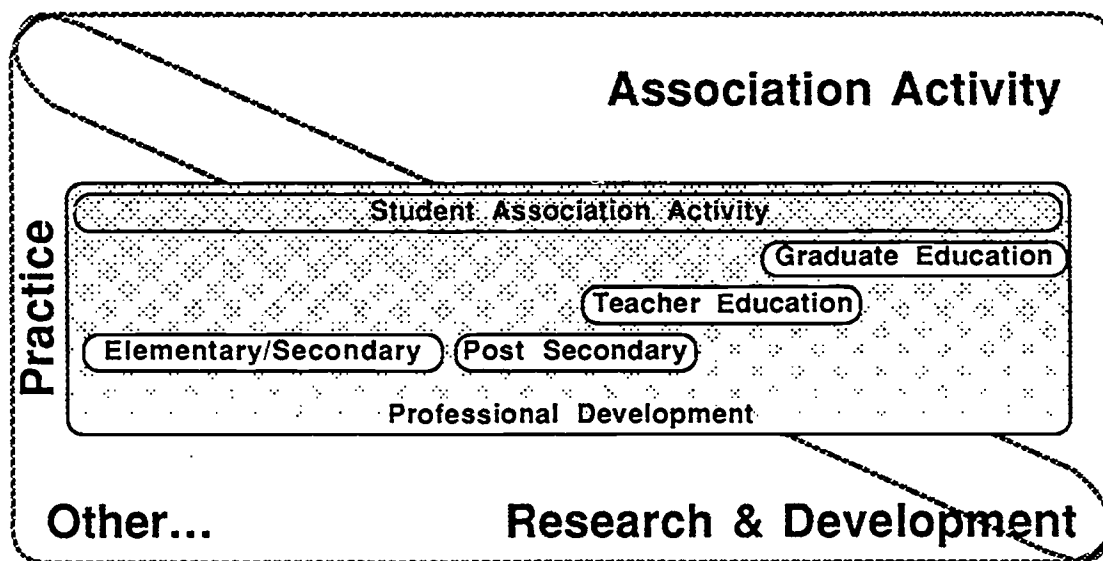 Association Activity
Practice
Student Association Activity
Graduate Education
Teacher Education
Elementary/Secondary
Post Secondary
Professional Development
Other...
Research & Development